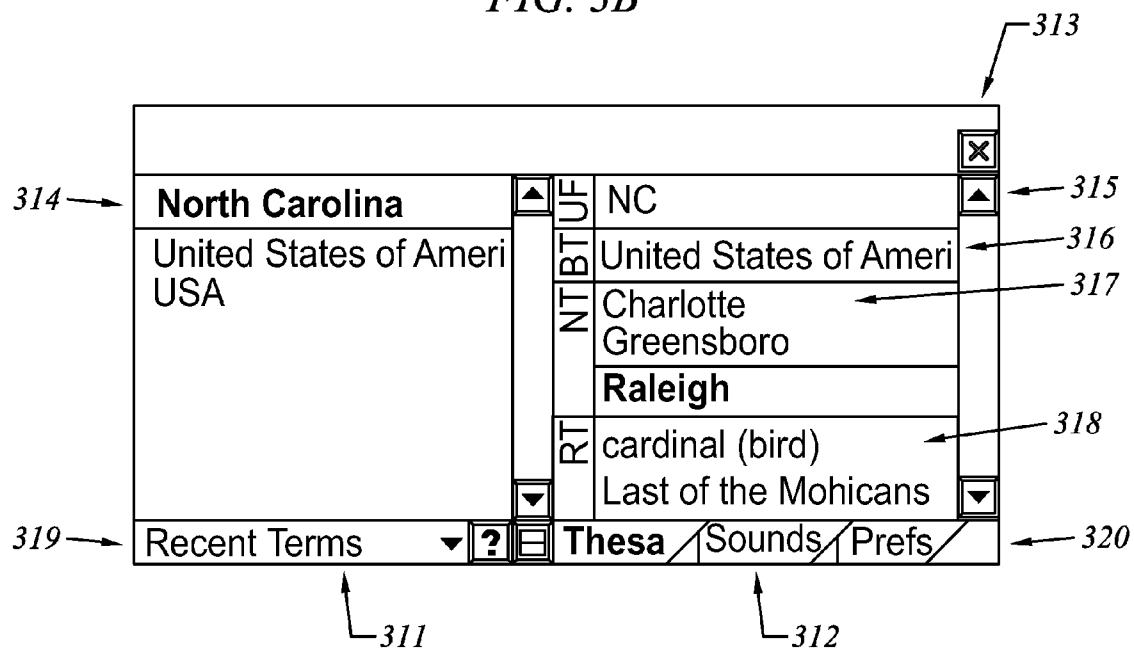 FIG. 3B
313
314
North Carolina
United States of Ameri
USA
UF
NC
315
BT
United States of Ameri
316
NT
Charlotte
Greensboro
Raleigh
317
RT
cardinal (bird)
Last of the Mohicans
318
319
Recent Terms
?
Thesa
Sounds
Prefs
320
311
312